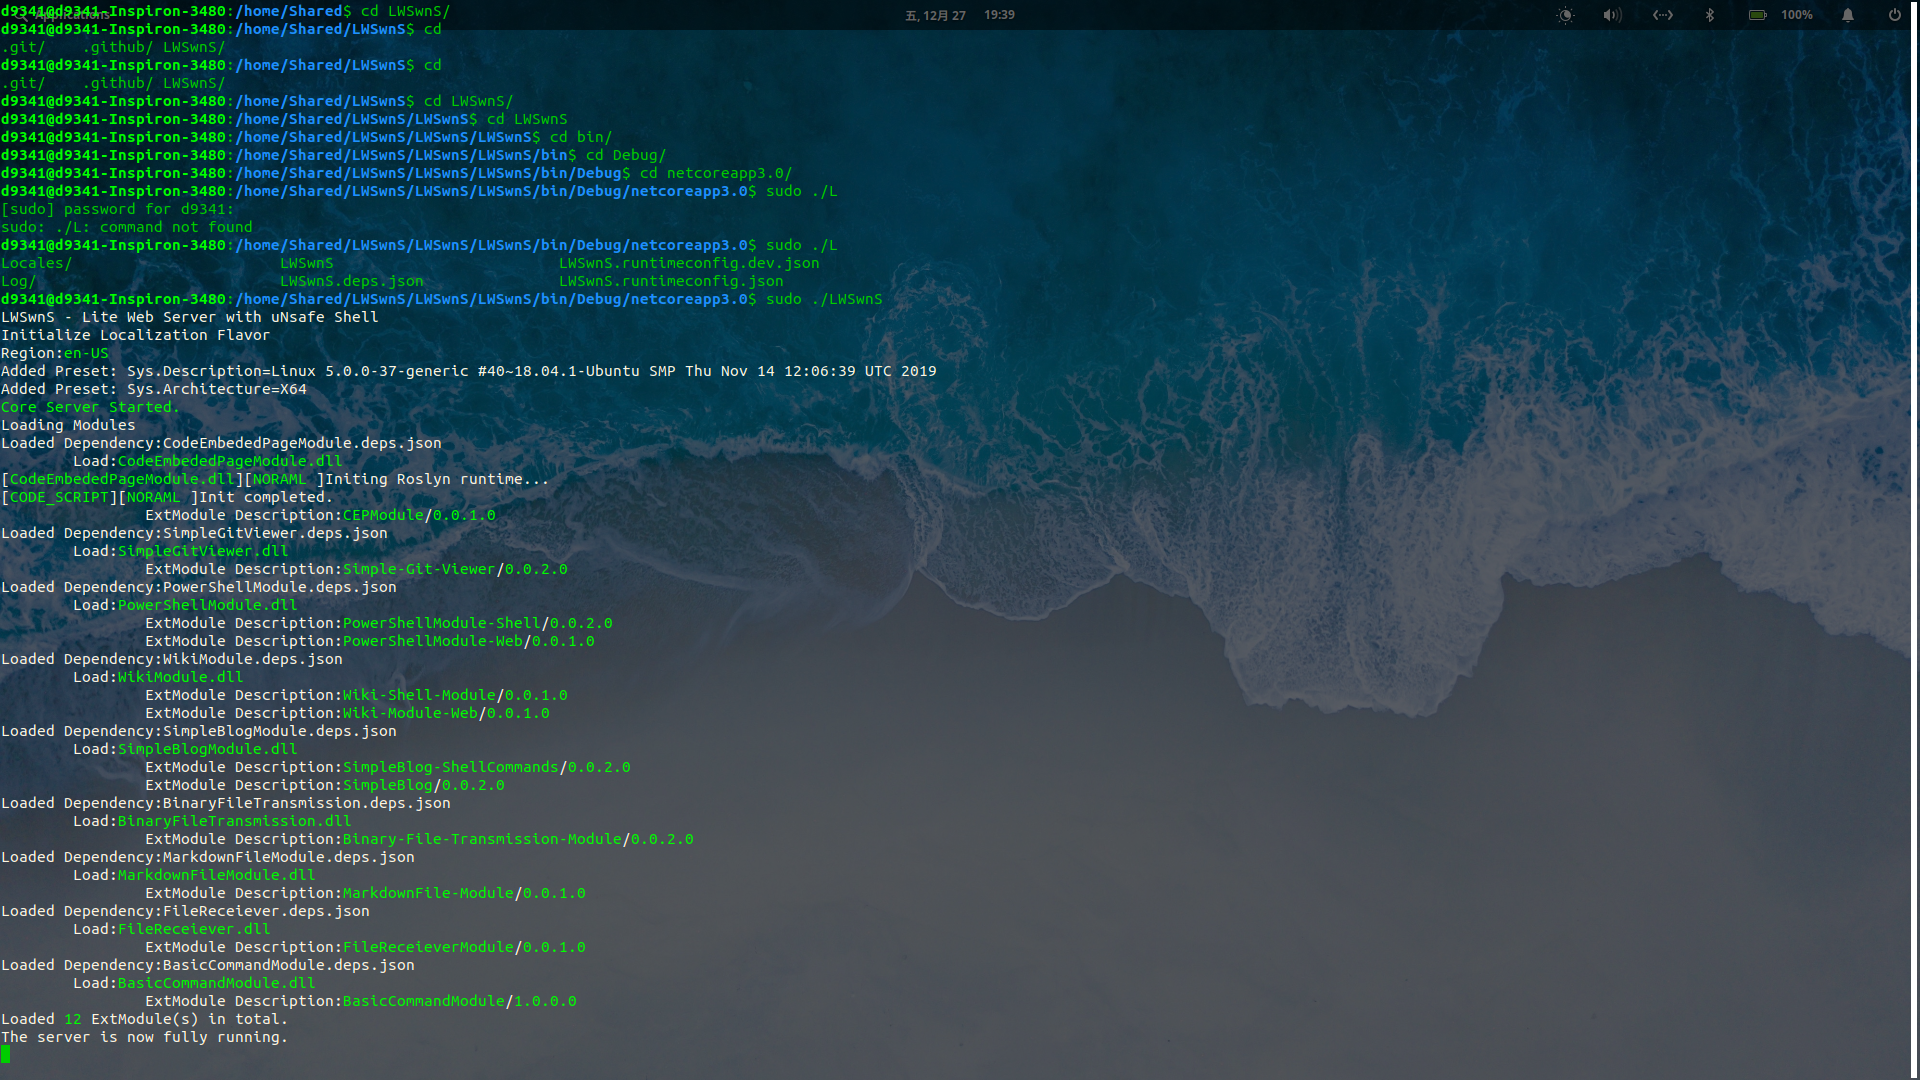 Applications
五, 12月 27 19:39
100%
d9341@d9341-Inspiron-3480:/home/Shared$ cd LWSwnS/
d9341@d9341-Inspiron-3480:/home/Shared/LWSwnS$ cd
.git/    .github/ LWSwnS/
d9341@d9341-Inspiron-3480:/home/Shared/LWSwnS$ cd
.git/    .github/ LWSwnS/
d9341@d9341-Inspiron-3480:/home/Shared/LWSwnS$ cd LWSwnS/
d9341@d9341-Inspiron-3480:/home/Shared/LWSwnS/LWSwnS$ cd LWSwnS
d9341@d9341-Inspiron-3480:/home/Shared/LWSwnS/LWSwnS/LWSwnS$ cd bin/
d9341@d9341-Inspiron-3480:/home/Shared/LWSwnS/LWSwnS/LWSwnS/bin$ cd Debug/
d9341@d9341-Inspiron-3480:/home/Shared/LWSwnS/LWSwnS/LWSwnS/bin/Debug$ cd netcoreapp3.0/
d9341@d9341-Inspiron-3480:/home/Shared/LWSwnS/LWSwnS/LWSwnS/bin/Debug/netcoreapp3.0$ sudo ./L
[sudo] password for d9341:
sudo: ./L: command not found
d9341@d9341-Inspiron-3480:/home/Shared/LWSwnS/LWSwnS/LWSwnS/bin/Debug/netcoreapp3.0$ sudo ./L
Locales/                       LWSwnS                         LWSwnS.runtimeconfig.dev.json
Log/                           LWSwnS.deps.json               LWSwnS.runtimeconfig.json
d9341@d9341-Inspiron-3480:/home/Shared/LWSwnS/LWSwnS/LWSwnS/bin/Debug/netcoreapp3.0$ sudo ./LWSwnS
LWSwnS - Lite Web Server with uNsafe Shell
Initialize Localization Flavor
Region:en-US
Added Preset: Sys.Description=Linux 5.0.0-37-generic #40~18.04.1-Ubuntu SMP Thu Nov 14 12:06:39 UTC 2019
Added Preset: Sys.Architecture=X64
Core Server Started.
Loading Modules
Loaded Dependency:CodeEmbededPageModule.deps.json
        Load:CodeEmbededPageModule.dll
[CodeEmbededPageModule.dll][NORAML ]Initing Roslyn runtime...
[CODE_SCRIPT][NORAML ]Init completed.
                ExtModule Description:CEPModule/0.0.1.0
Loaded Dependency:SimpleGitViewer.deps.json
        Load:SimpleGitViewer.dll
                ExtModule Description:Simple-Git-Viewer/0.0.2.0
Loaded Dependency:PowerShellModule.deps.json
        Load:PowerShellModule.dll
                ExtModule Description:PowerShellModule-Shell/0.0.2.0
                ExtModule Description:PowerShellModule-Web/0.0.1.0
Loaded Dependency:WikiModule.deps.json
        Load:WikiModule.dll
                ExtModule Description:Wiki-Shell-Module/0.0.1.0
                ExtModule Description:Wiki-Module-Web/0.0.1.0
Loaded Dependency:SimpleBlogModule.deps.json
        Load:SimpleBlogModule.dll
                ExtModule Description:SimpleBlog-ShellCommands/0.0.2.0
                ExtModule Description:SimpleBlog/0.0.2.0
Loaded Dependency:BinaryFileTransmission.deps.json
        Load:BinaryFileTransmission.dll
                ExtModule Description:Binary-File-Transmission-Module/0.0.2.0
Loaded Dependency:MarkdownFileModule.deps.json
        Load:MarkdownFileModule.dll
                ExtModule Description:MarkdownFile-Module/0.0.1.0
Loaded Dependency:FileReceiever.deps.json
        Load:FileReceiever.dll
                ExtModule Description:FileReceieverModule/0.0.1.0
Loaded Dependency:BasicCommandModule.deps.json
        Load:BasicCommandModule.dll
                ExtModule Description:BasicCommandModule/1.0.0.0
Loaded 12 ExtModule(s) in total.
The server is now fully running.